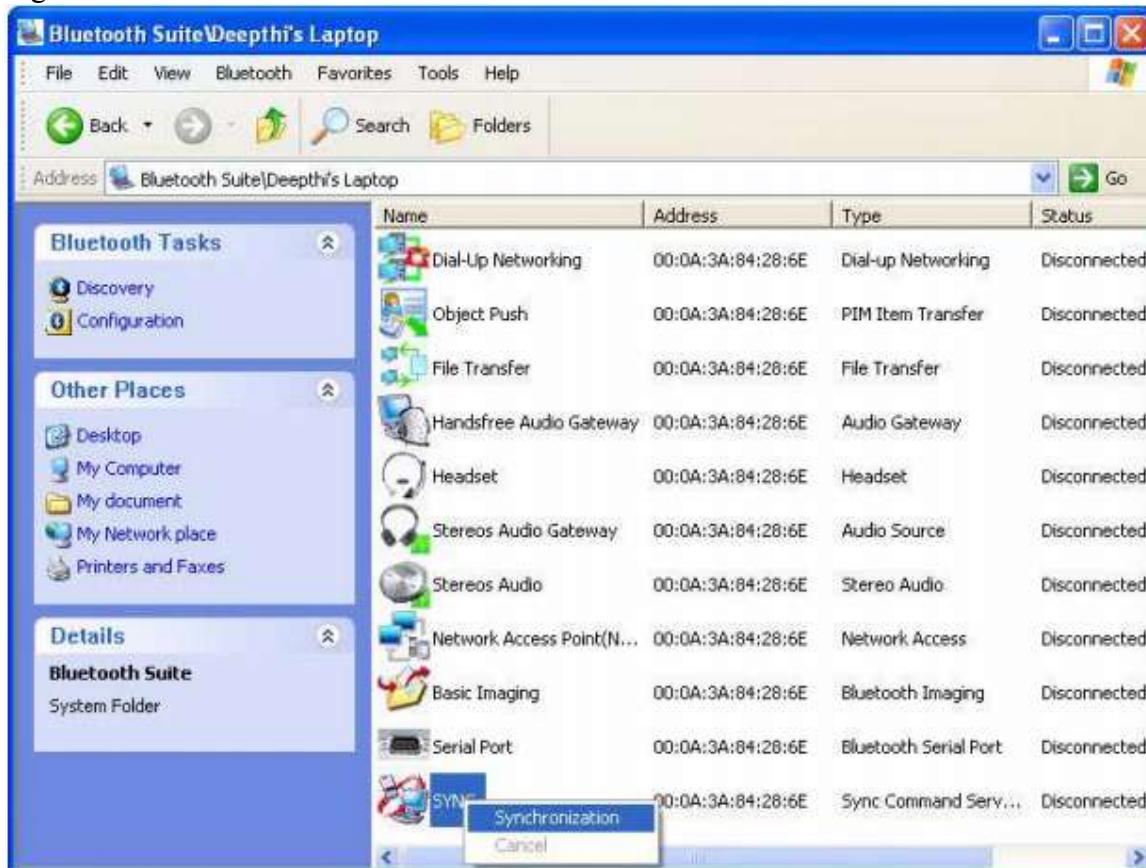 Bluetooth Suite\Deepthi's Laptop
File Edit View Bluetooth Favorites Tools Help
Back Search Folders
Address Bluetooth Suite\Deepthi's Laptop Go
Name Address Type Status
Bluetooth Tasks
Discovery
Configuration
Other Places
Desktop
My Computer
My document
My Network place
Printers and Faxes
Details
Bluetooth Suite
System Folder
Dial-Up Networking 00:0A:3A:84:28:6E Dial-up Networking Disconnected
Object Push 00:0A:3A:84:28:6E PIM Item Transfer Disconnected
File Transfer 00:0A:3A:84:28:6E File Transfer Disconnected
Handsfree Audio Gateway 00:0A:3A:84:28:6E Audio Gateway Disconnected
Headset 00:0A:3A:84:28:6E Headset Disconnected
Stereos Audio Gateway 00:0A:3A:84:28:6E Audio Source Disconnected
Stereos Audio 00:0A:3A:84:28:6E Stereo Audio Disconnected
Network Access Point(N... 00:0A:3A:84:28:6E Network Access Disconnected
Basic Imaging 00:0A:3A:84:28:6E Bluetooth Imaging Disconnected
Serial Port 00:0A:3A:84:28:6E Bluetooth Serial Port Disconnected
SYNC 00:0A:3A:84:28:6E Sync Command Serv... Disconnected
Synchronization
Cancel